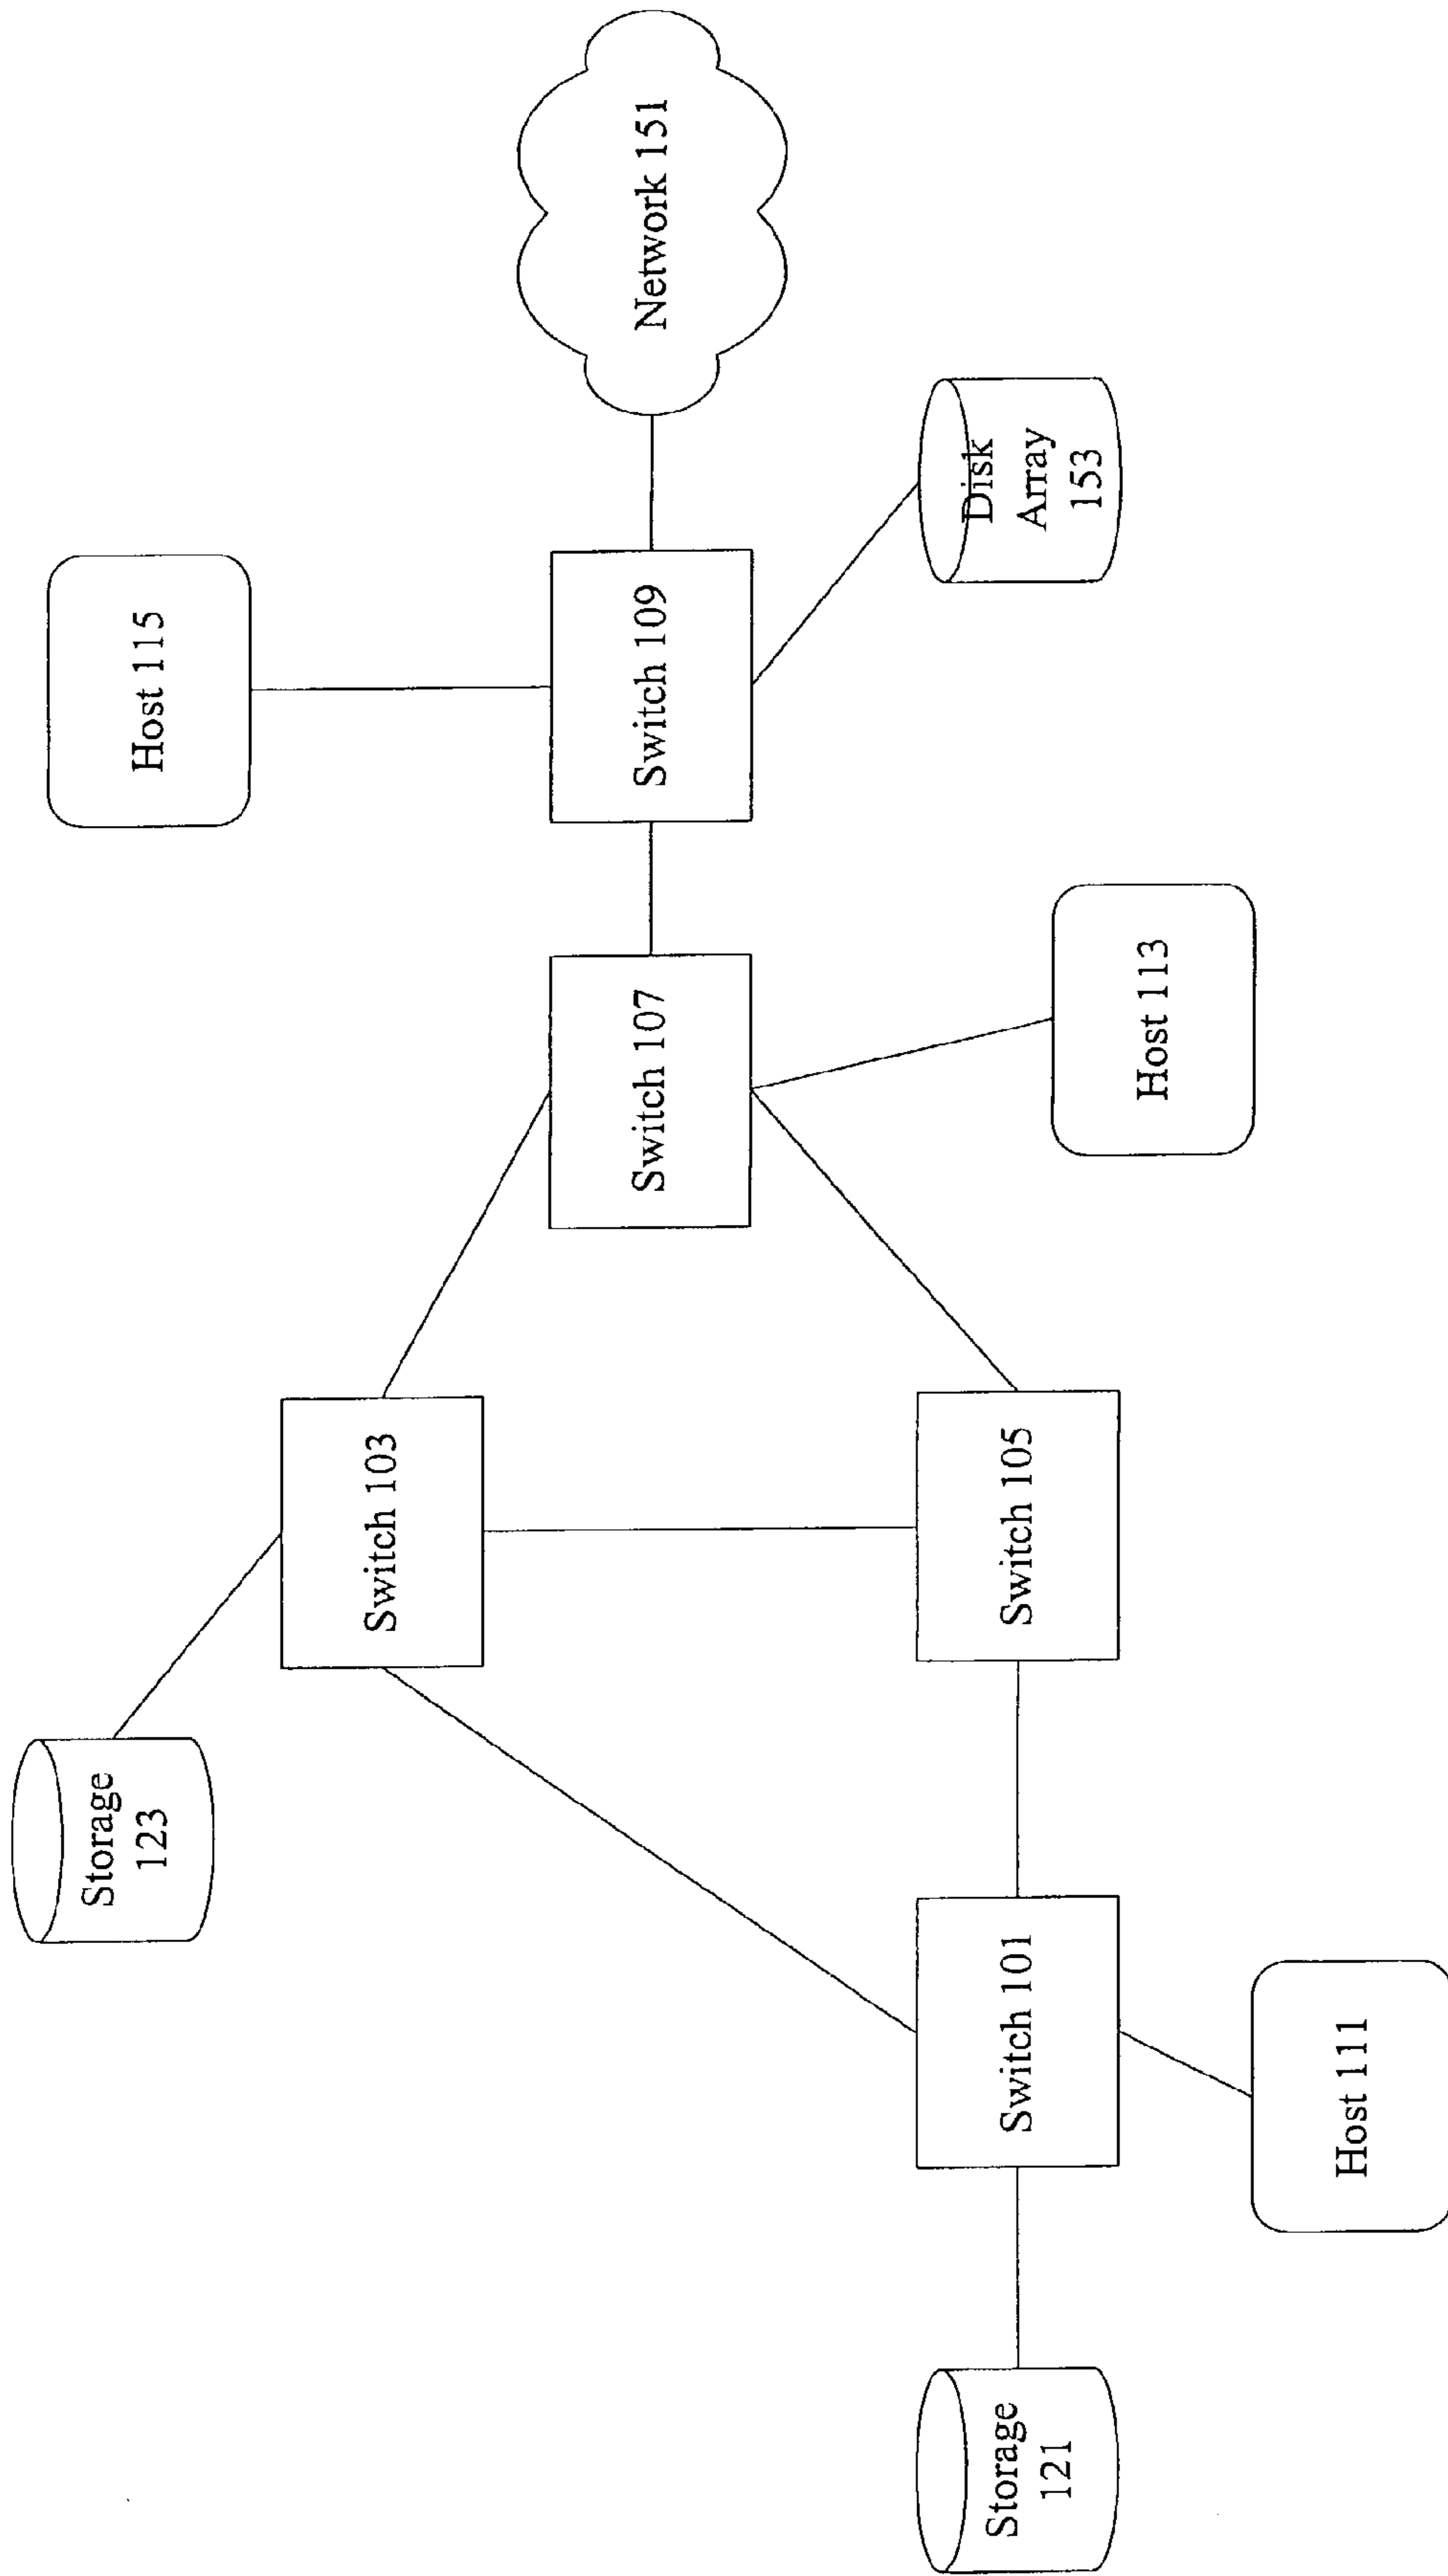 Storage
123
Host 115
Switch 103
Switch 107
Switch 109
Network 151
Storage
121
Switch 101
Switch 105
Disk
Array
153
Host 111
Host 113